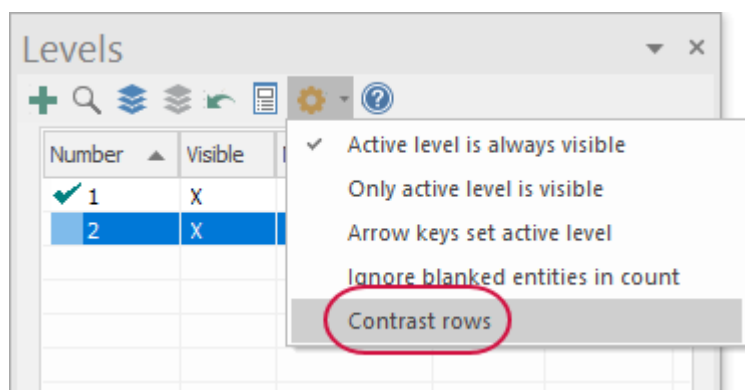 Levels
Number Visible
Active level is always visible
1 X
Only active level is visible
2 X
Arrow keys set active level
Ignore blanked entities in count
Contrast rows